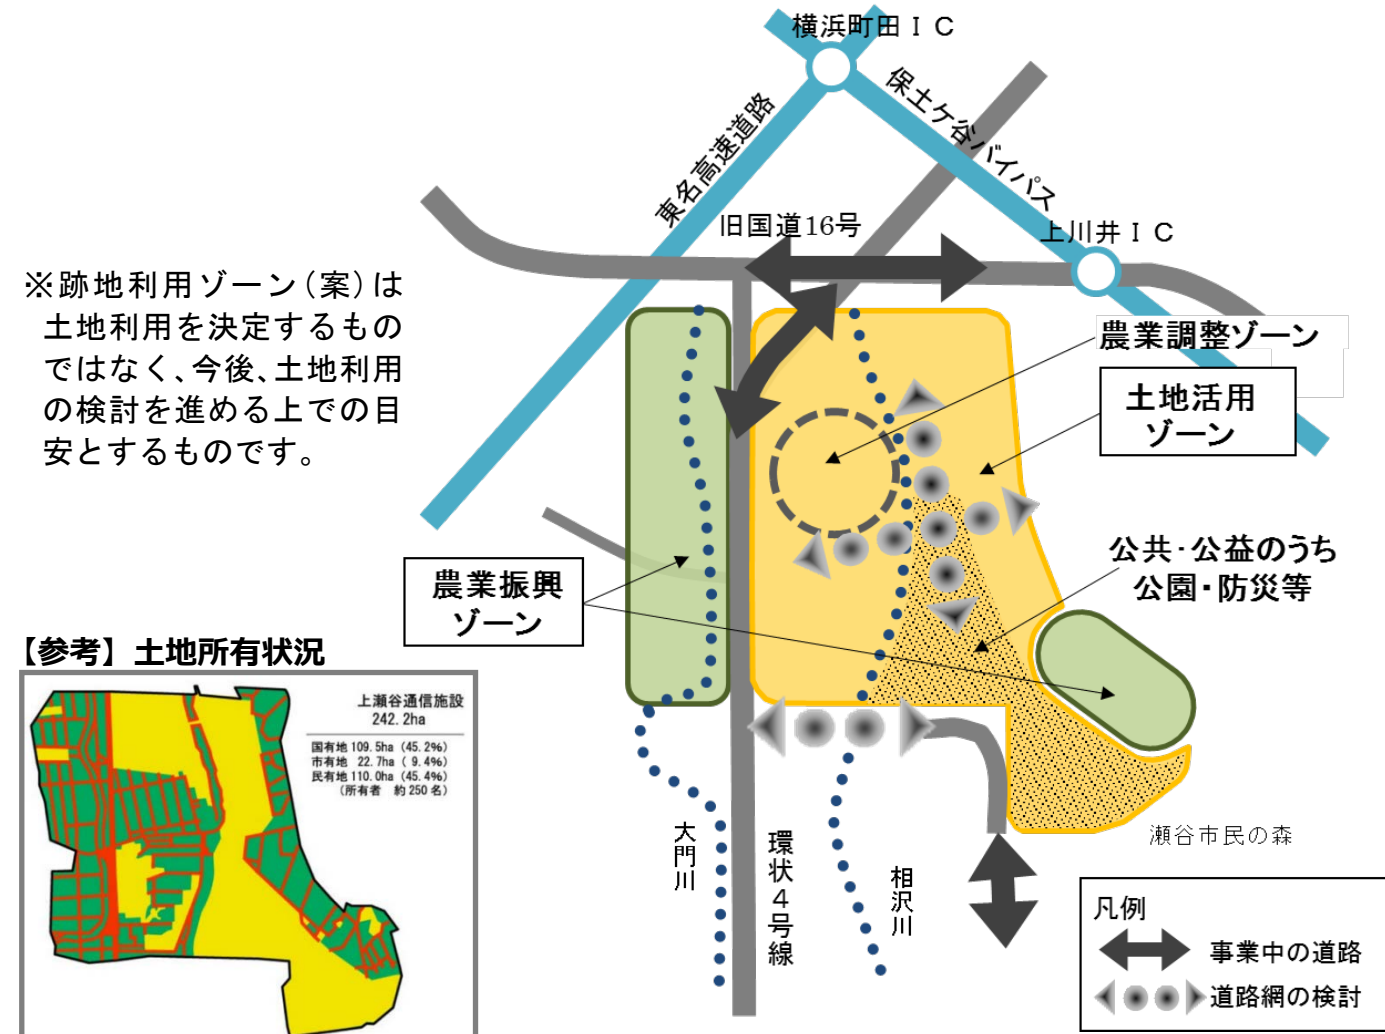 横浜町田ＩＣ
保土ケ谷バイパス
東名高速道路
旧国道16号
上川井ＩＣ
※跡地利用ゾーン(案)は
土地利用を決定するもの
ではなく、今後、土地利用
の検討を進める上での目
安とするものです。
農業調整ゾーン
土地活用
ゾーン
公共・公益のうち
公園・防災等
農業振興
ゾーン
【参考】土地所有状況
上瀬谷通信施設
242.2ha
国有地 109.5ha (45.2%)
市有地 22.7ha ( 9.4%)
民有地 110.0ha (45.4%)
(所有者 約250名)
大門川
環状４号線
相沢川
瀬谷市民の森
凡例
事業中の道路
道路網の検討